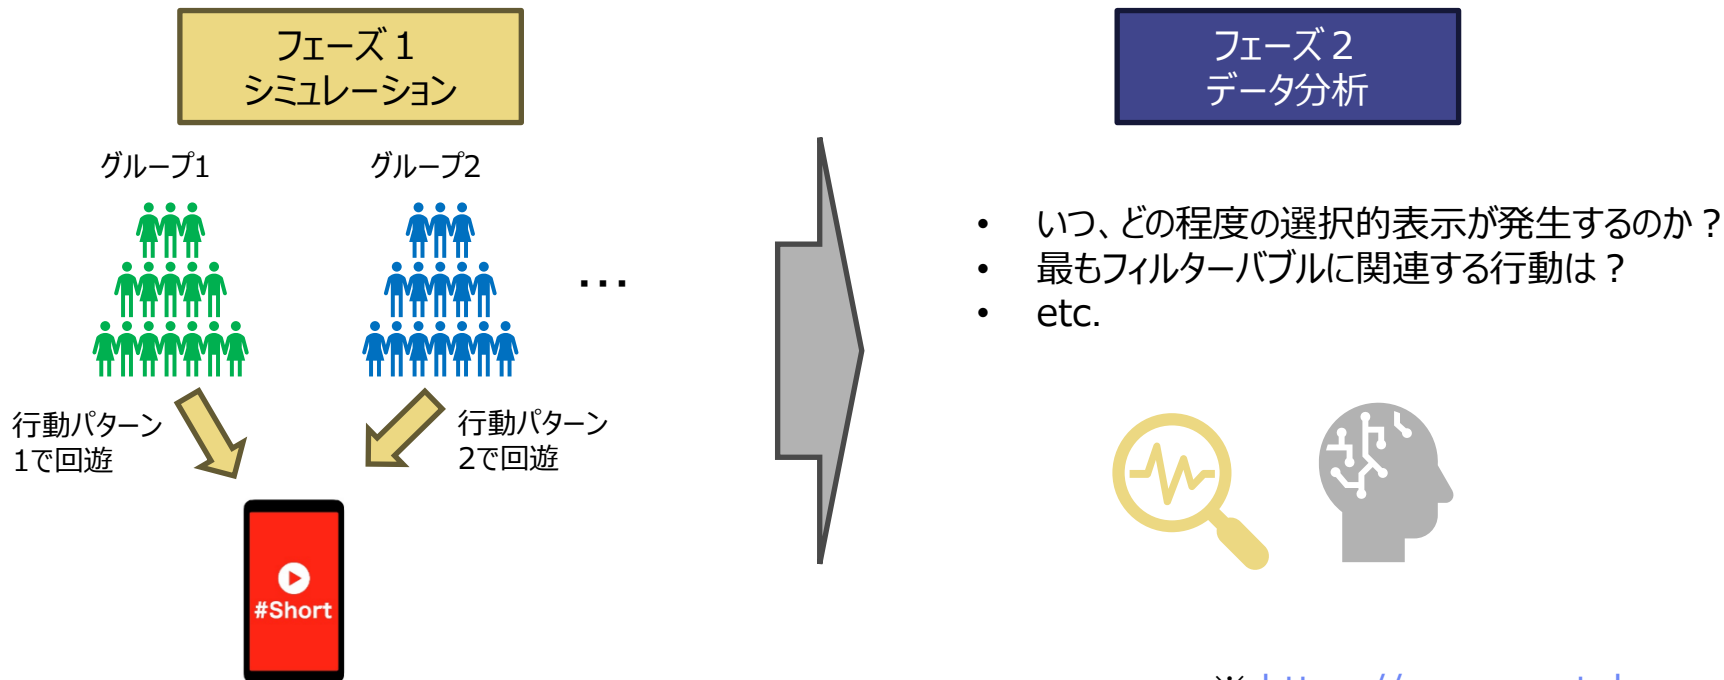 フェーズ１
シミュレーション
グループ1
グループ2
…
行動パターン
1で回遊
行動パターン
2で回遊
#Short
フェーズ２
データ分析
• いつ、どの程度の選択的表示が発生するのか？
• 最もフィルターバブルに関連する行動は？
• etc.